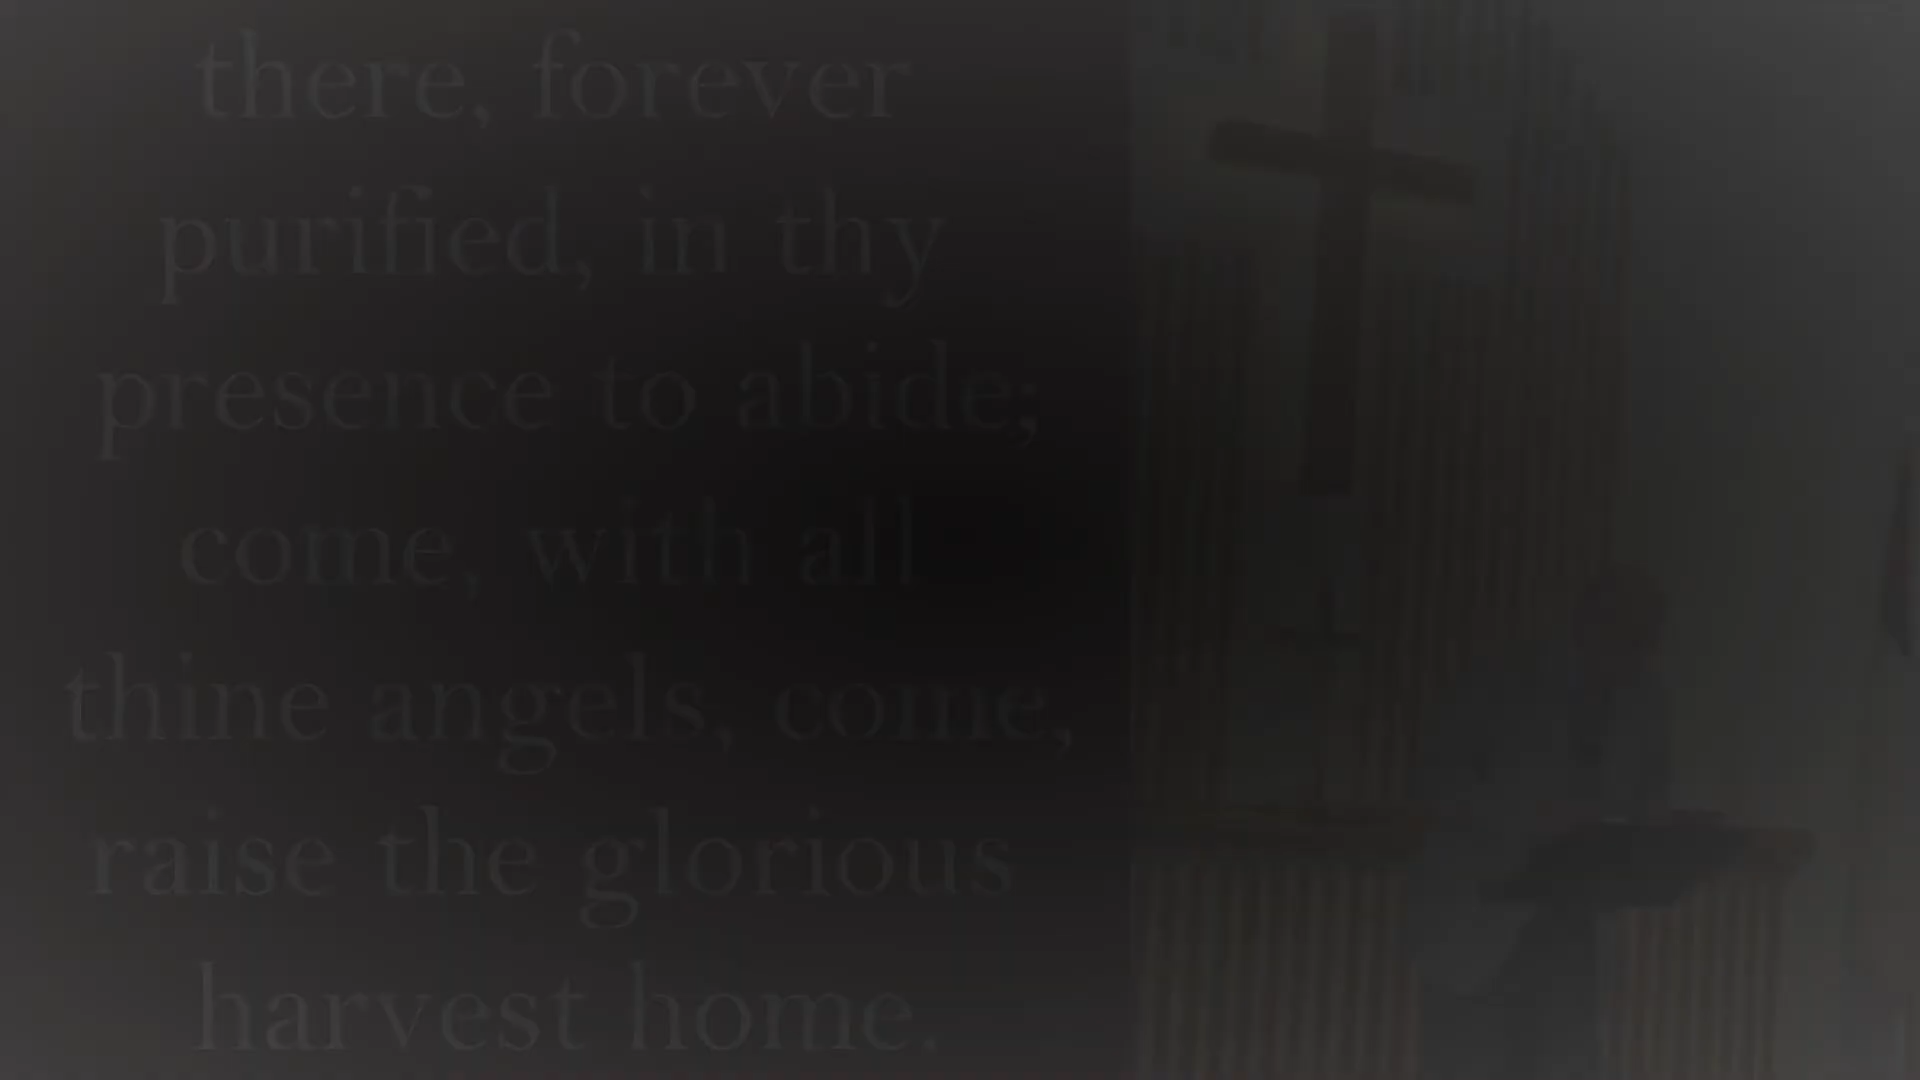 there, forever
purified, in thy
presence to abide;
come, with all
thine angels, come,
raise the glorious
harvest home.